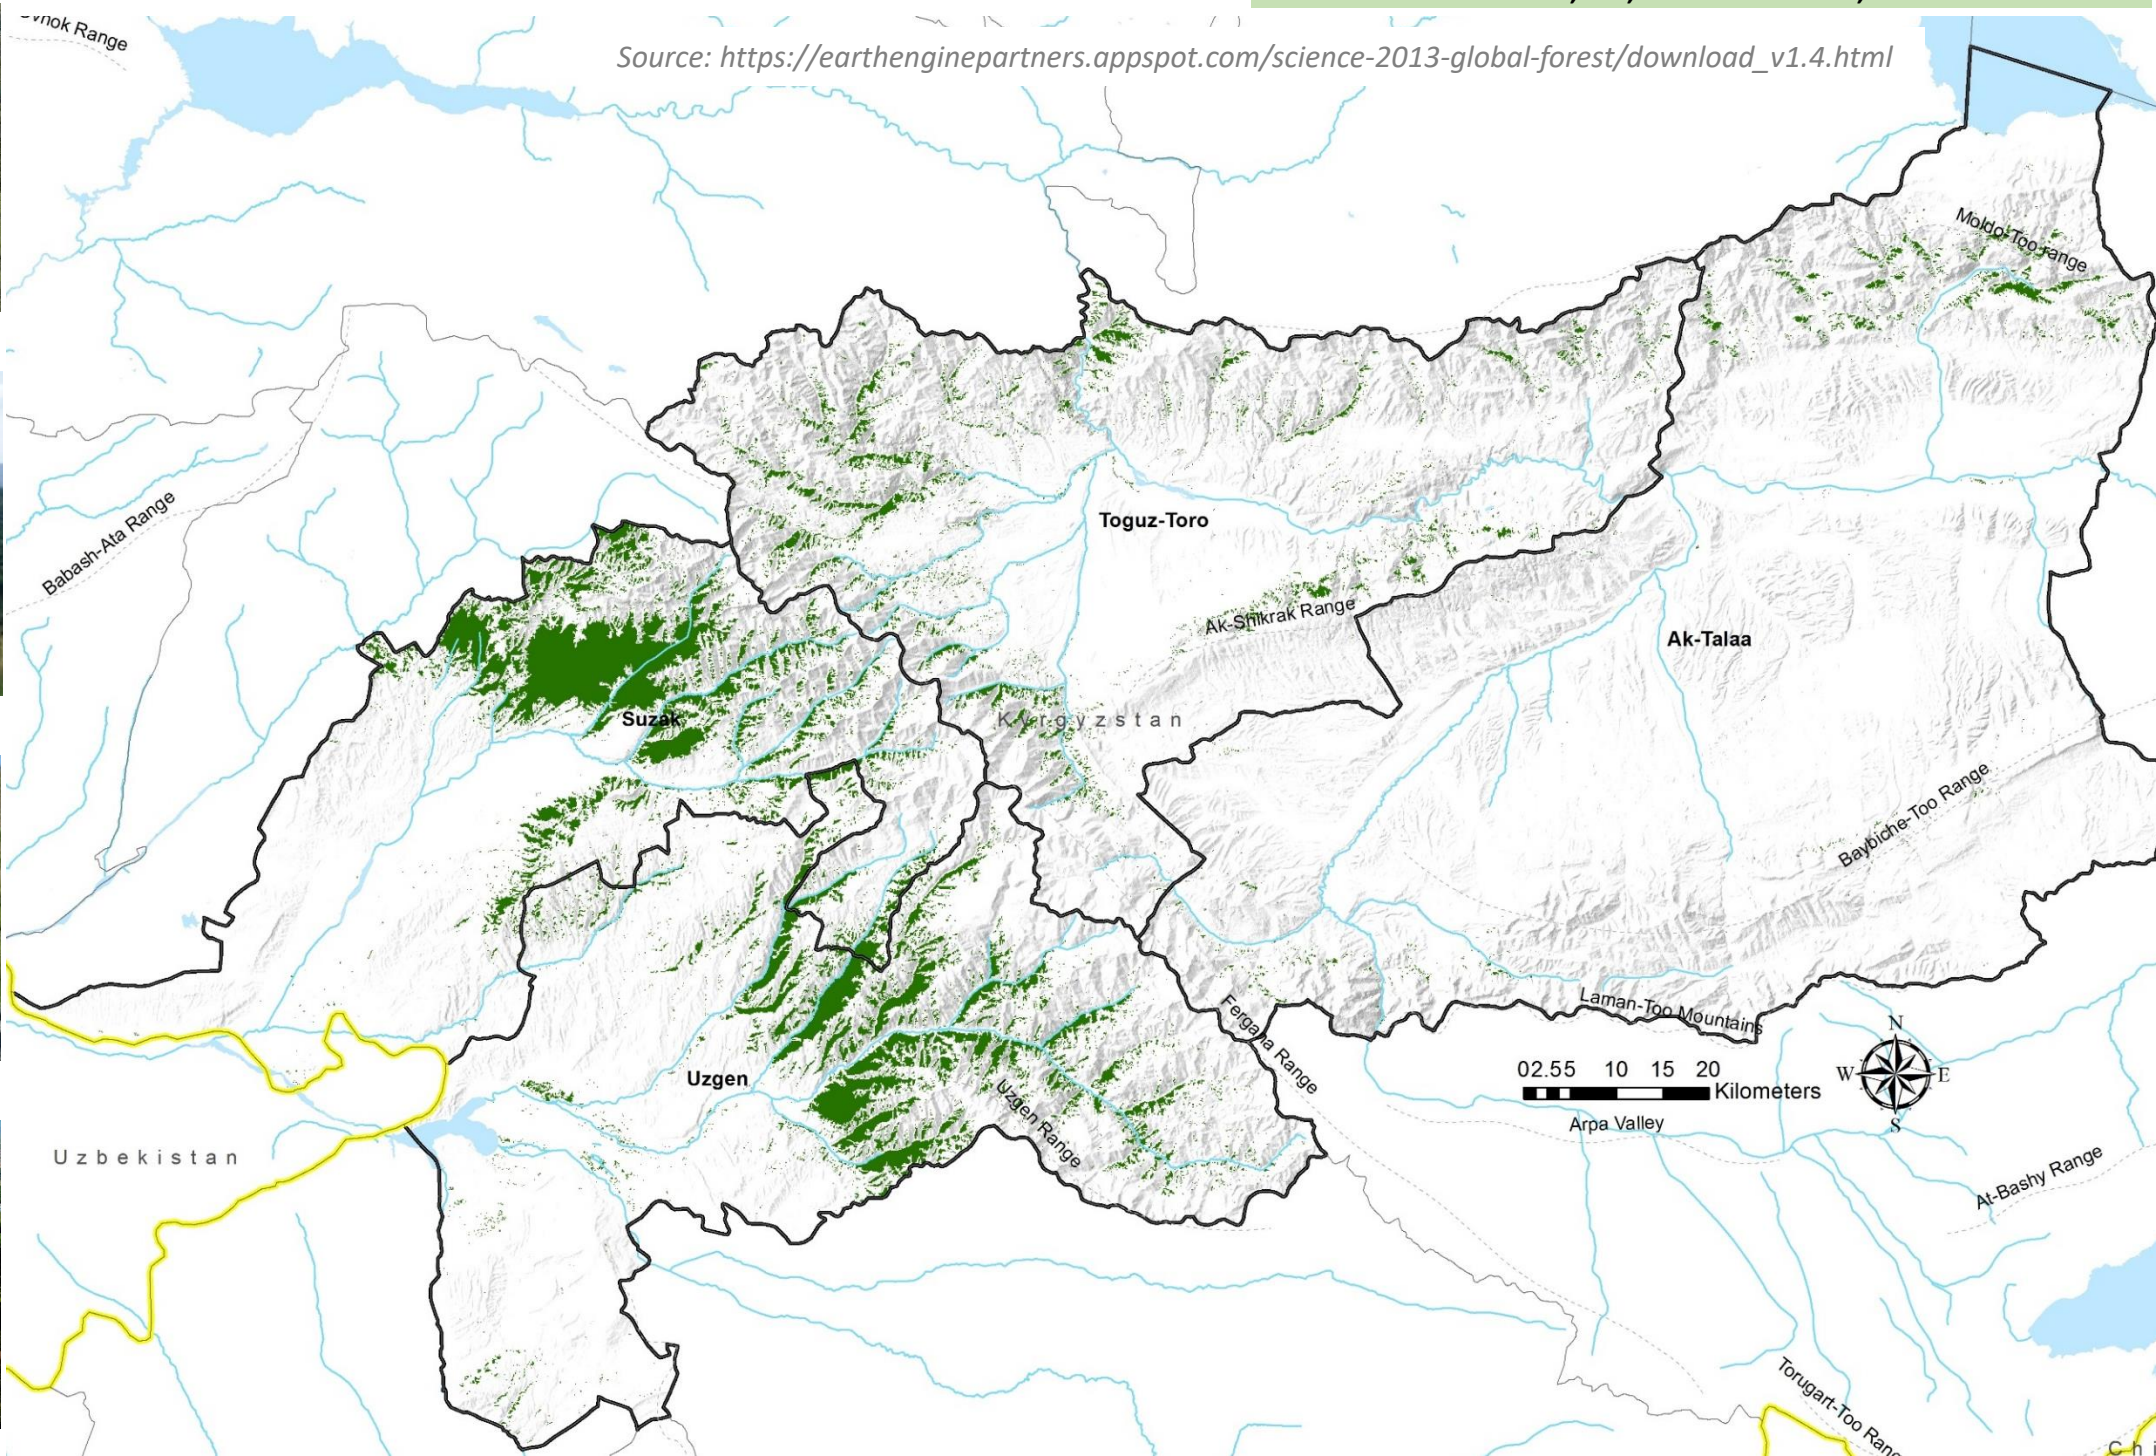 Range
Source: https://earthenginepartners.appspot.com/science-2013-global-forest/download_v1.4.html
Moldo-Too range
Babash-Ata Range
Toguz-Toro
Ak-Shikrak Range
Ak-Talaa
Suzak
Kyrgyzstan
Baybiche-Too Range
Fergana Range
Laman-Too Mountains
N
W E
S
02.55 10 15 20
Kilometers
Uzgen
Uzgen Range
Arpa Valley
Uzbekistan
At-Bashy Range
Torugart-Too